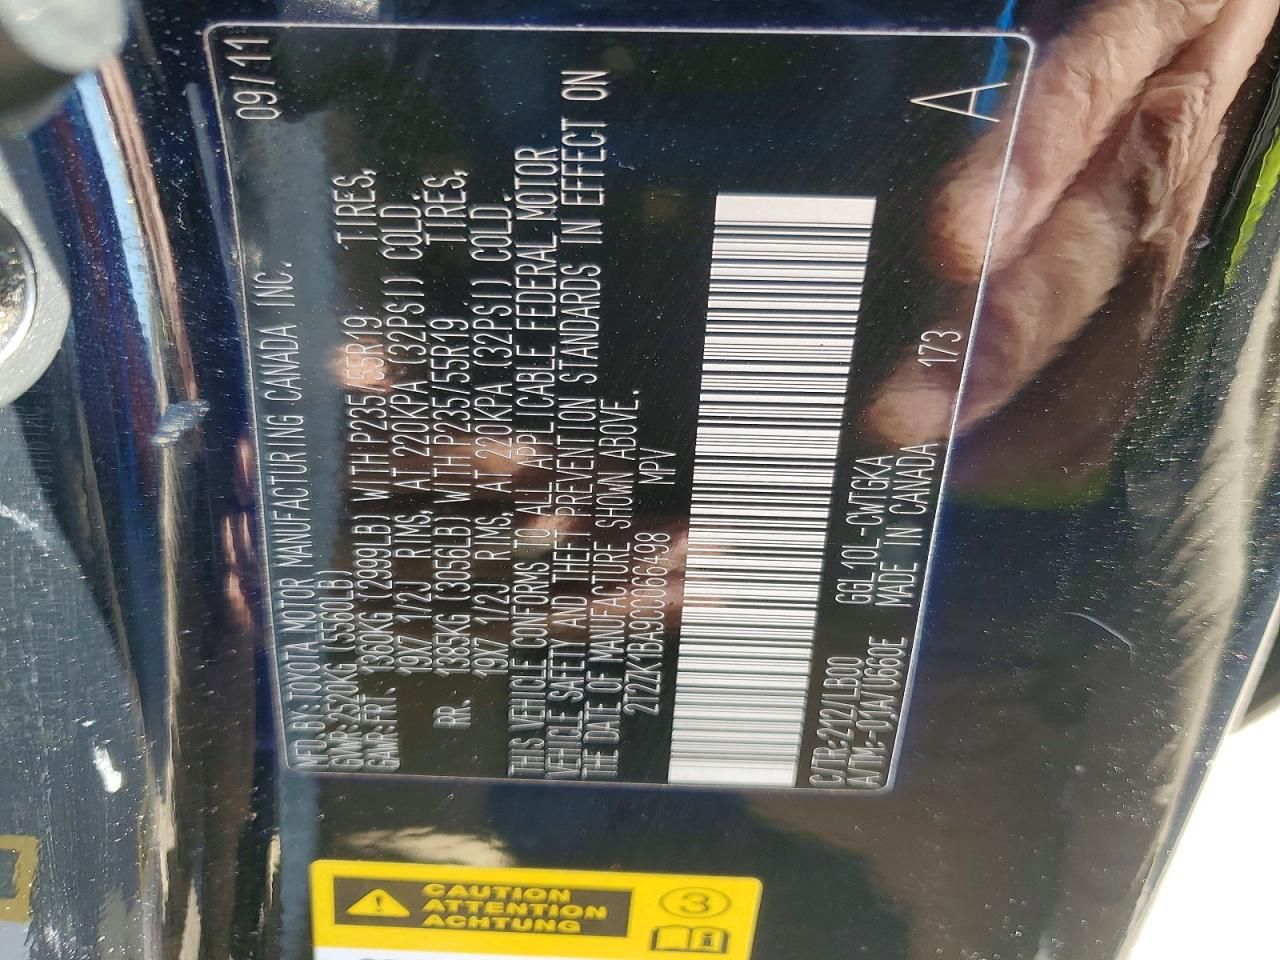 09/11
MFD.BY:TOYOTA MOTOR MANUFACTURING CANADA INC.
GVWR:2520KG (5560LB)
GAWR:FR. 1360KG (2999LB) WITH P235/55R19 TIRES,
19X7 1/2J RIMS, AT 220KPA (32PSI) COLD.
RR. 1385KG (3056LB) WITH P235/55R19 TIRES,
19X7 1/2J RIMS, AT 220KPA (32PSI) COLD.
THIS VEHICLE CONFORMS TO ALL APPLICABLE FEDERAL MOTOR
VEHICLE SAFETY AND THEFT PREVENTION STANDARDS IN EFFECT ON
THE DATE OF MANUFACTURE SHOWN ABOVE.
2T2ZK1BA9CC066498 MPV
C/TR:212/LB00 GGL10L-CWTGKA
A/TM:-01A/U660E MADE IN CANADA 173
A
CAUTION
ATTENTION
ACHTUNG
3